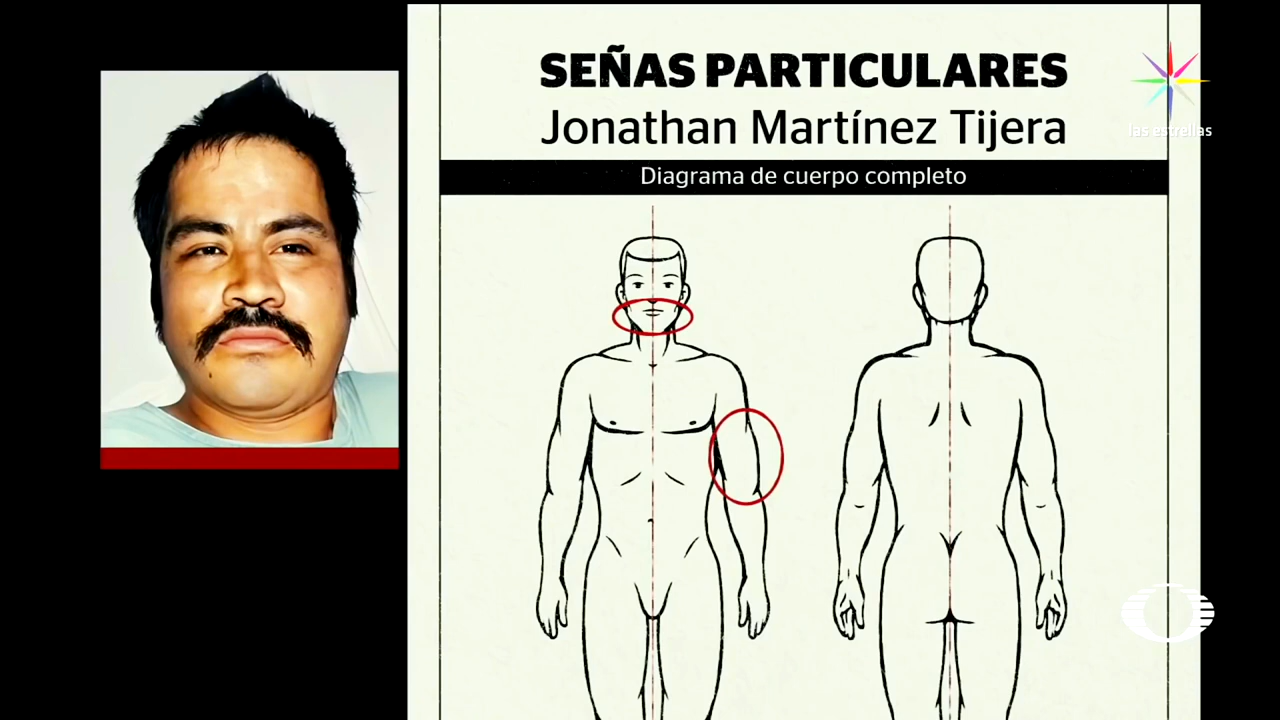 SEÑAS PARTICULARES
Jonathan Martínez Tijera
Diagrama de cuerpo completo
las estrellas